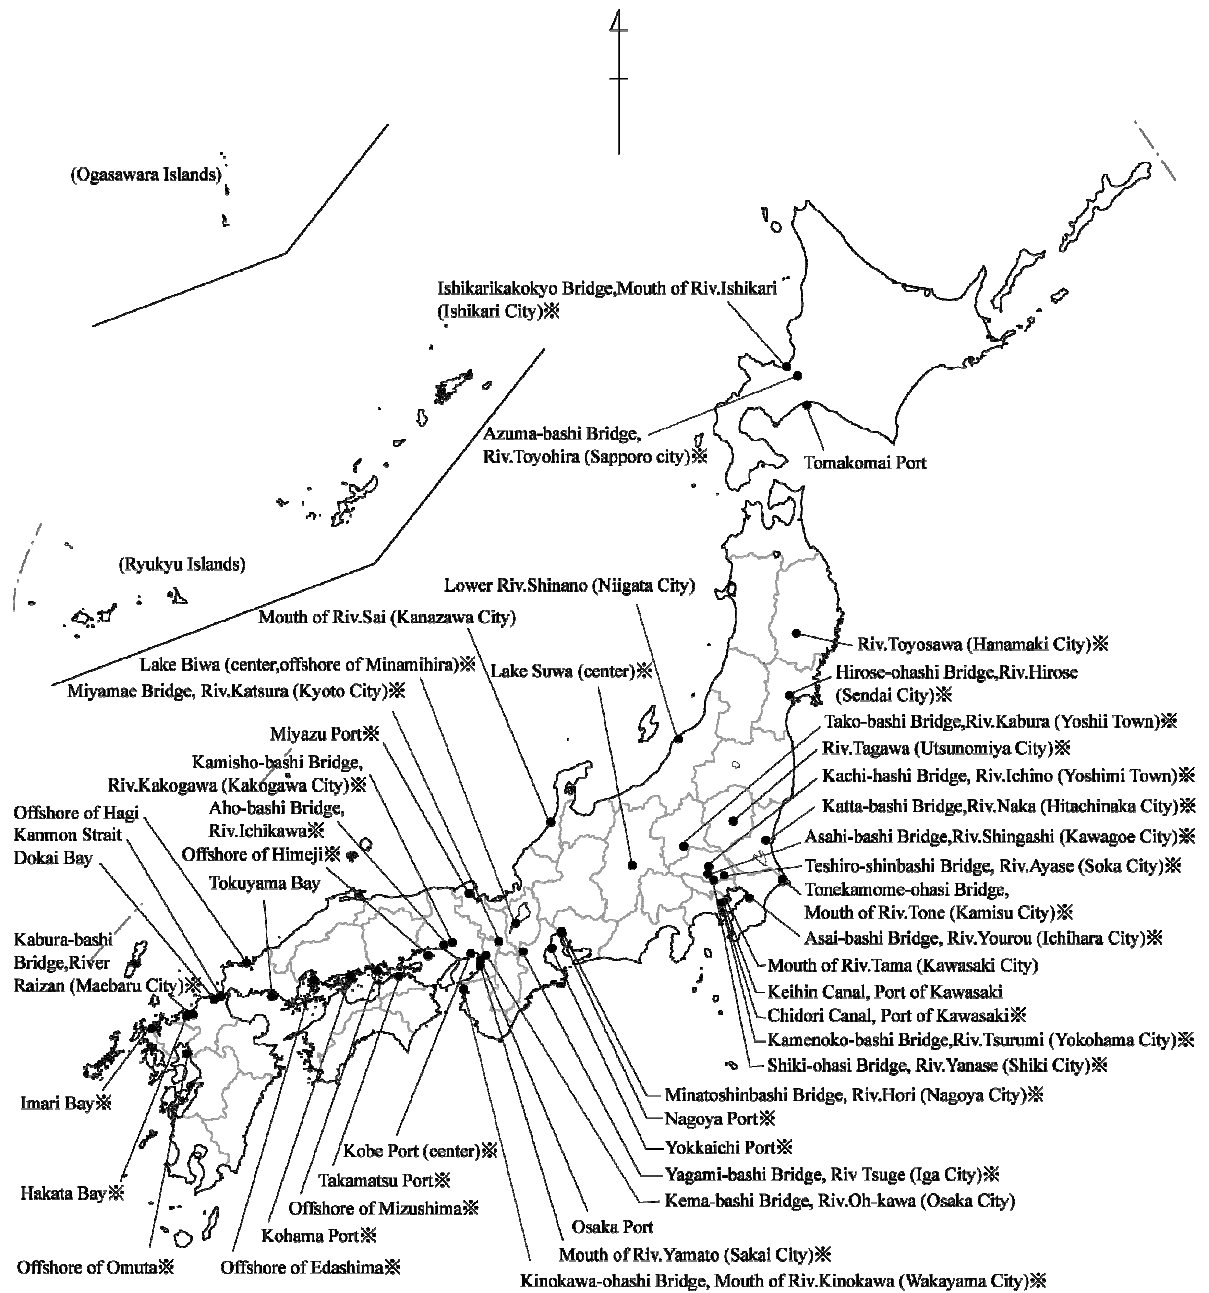 (Ogasawara Islands)
Ishikarikakokyo Bridge,Mouth of Riv.Ishikari
(Ishikari City)※
Azuma-bashi Bridge,
Riv.Toyohira (Sapporo city)※
Tomakomai Port
(Ryukyu Islands)
Lower Riv.Shinano (Niigata City)
Mouth of Riv.Sai (Kanazawa City)
Lake Biwa (center,offshore of Minamihira)※
Lake Suwa (center)※
Miyamae Bridge, Riv.Katsura (Kyoto City)※
Miyazu Port※
Kamisho-bashi Bridge,
Riv.Kakogawa (Kakogawa City)※
Aho-bashi Bridge,
Riv.Ichikawa※
Offshore of Himeji※
Tokuyama Bay
Offshore of Hagi
Kanmon Strait
Dokai Bay
Kabura-bashi
Bridge,River
Raizan (Maebaru City)※
Imari Bay※
Hakata Bay※
Offshore of Omuta※
Riv.Toyosawa (Hanamaki City)※
Hirose-ohashi Bridge,Riv.Hirose
(Sendai City)※
Tako-bashi Bridge,Riv.Kabura (Yoshii Town)※
Riv.Tagawa (Utsunomiya City)※
Kachi-hashi Bridge, Riv.Ichino (Yoshimi Town)※
Katta-bashi Bridge,Riv.Naka (Hitachinaka City)※
Asahi-bashi Bridge,Riv.Shingashi (Kawagoe City)※
Teshiro-shinbashi Bridge, Riv.Ayase (Soka City)※
Tonekamome-ohasi Bridge,
Mouth of Riv.Tone (Kamisu City)※
Asai-bashi Bridge, Riv.Yourou (Ichihara City)※
Mouth of Riv.Tama (Kawasaki City)
Keihin Canal, Port of Kawasaki
Chidori Canal, Port of Kawasaki※
Kamenoko-bashi Bridge,Riv.Tsurumi (Yokohama City)※
Shiki-ohasi Bridge, Riv.Yanase (Shiki City)※
Minatoshinbashi Bridge, Riv.Hori (Nagoya City)※
Nagoya Port※
Yokkaichi Port※
Yagami-bashi Bridge, Riv Tsuge (Iga City)※
Kema-bashi Bridge, Riv.Oh-kawa (Osaka City)
Kobe Port (center)※
Takamatsu Port※
Offshore of Mizushima※
Kohama Port※
Offshore of Edashima※
Osaka Port
Mouth of Riv.Yamato (Sakai City)※
Kinokawa-ohashi Bridge, Mouth of Riv.Kinokawa (Wakayama City)※